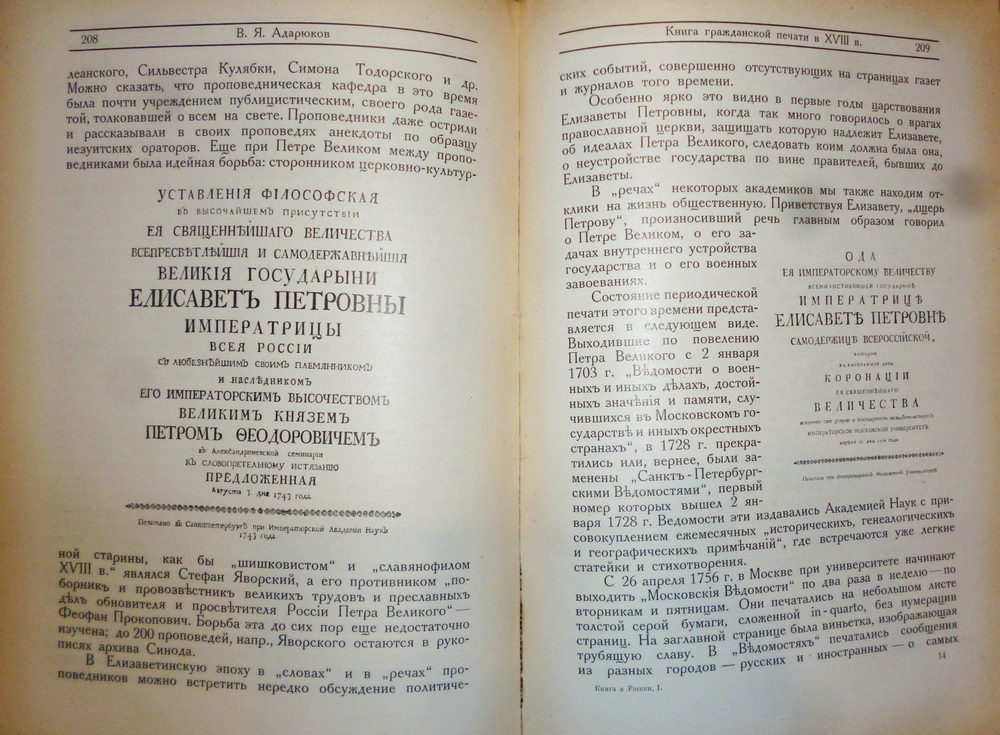 208
В. Я. Адарюков
леанского, Сильвестра Кулябки, Симона Тодорского и др.
Можно сказать, что проповедническая кафедра в это время
была почти учреждением публицистическим, своего рода газе-
той, толковавшей о всем на свете. Проповедники даже острили
и рассказывали в своих проповедях анекдоты по образцу
иезуитских ораторов. Еще при Петре Великом между пропо-
ведниками была идейная борьба: сторонником церковно-культур-
УСТАВЛЕНІЯ ФІЛОСОФСКАЯ
въ высочайшемъ присутствіи
ЕЯ СВЯЩЕННѢЙШАГО ВЕЛИЧЕСТВА
ВСЕПРЕСВѢТЛѢЙШІЯ И САМОДЕРЖАВНѢЙШІЯ
ВЕЛИКІЯ ГОСУДАРЫНИ
ЕЛИСАВЕТЪ ПЕТРОВНЫ
ИМПЕРАТРИЦЫ
ВСЕЯ РОССІИ
съ любезнѣйшимъ своимъ племянникомъ
и наслѣдникомъ
ЕГО ИМПЕРАТОРСКИМЪ ВЫСОЧЕСТВОМЪ
ВЕЛИКИМЪ КНЯЗЕМЪ
ПЕТРОМЪ ѲЕОДОРОВИЧЕМЪ
въ Александроневской семинаріи
къ словопретельному истязанію
ПРЕДЛОЖЕННАЯ
Августа 3. дня 1743 года.
Печатано въ Санктпетербургѣ при Императорской Академіи Наукъ
1743 года.
ной старины, как бы „шишковистом“ и „славянофилом
XVIII в.“ являлся Стефан Яворский, а его противником „по-
борникъ и провозвѣстникъ великихъ трудовъ и преславныхъ
дѣлъ обновителя и просвѣтителя Россіи Петра Великого“ —
Феофан Прокопович. Борьба эта до сих пор еще недостаточно
изучена; до 200 проповедей, напр., Яворского остаются в руко-
писях архива Синода.
В Елизаветинскую эпоху в „словах“ и в „речах“ про-
поведников можно встретить нередко обсуждение политиче-
Книга гражданской печати в XVIII в.
209
ских событий, совершенно отсутствующих на страницах газет
и журналов того времени.
Особенно ярко это видно в первые годы царствования
Елизаветы Петровны, когда так много говорилось о врагах
православной церкви, защищать которую надлежит Елизавете,
об идеалах Петра Великого, следовать коим должна была она,
о неустройстве государства по вине правителей, бывших до
Елизаветы.
В „речах“ некоторых академиков мы также находим от-
клики на жизнь общественную. Приветствуя Елизавету, „дщерь
Петрову“, произносивший речь главным образом говорил
о Петре Великом, о его за-
дачах внутреннего устройства
государства и о его военных
завоеваниях.
Состояние периодической
печати этого времени предста-
вляется в следующем виде.
Выходившие по повелению
Петра Великого с 2 января
1703 г. „Вѣдомости о воен-
ныхъ и иныхъ дѣлахъ, достой-
ныхъ значѣнія и памяти, слу-
чившихся въ Московскомъ го-
сударствѣ и иныхъ окрестныхъ
странахъ“, в 1728 г. прекра-
тились или, вернее, были за-
менены „Санктъ-Петербург-
скими Вѣдомостями“, первый
номер которых вышел 2 ян-
варя 1728 г. Ведомости эти издавались Академией Наук с при-
совокуплением ежемесячных „историческихъ, генеалогическихъ
и географическихъ примѣчаній“, где встречаются уже легкие
статейки и стихотворения.
ОДА
ЕЯ ИМПЕРАТОРСКОМУ ВЕЛИЧЕСТВУ
ВСЕМИЛОСТИВѢЙШЕЙ ГОСУДАРЫНѢ
ИМПЕРАТРИЦѢ
ЕЛИСАВЕТѢ ПЕТРОВНѢ
САМОДЕРЖИЦѢ ВСЕРОССІЙСКОЙ,
КОРОНАЦІИ
ЕЯ СВЯЩЕННѢЙШАГО
ВЕЛИЧЕСТВА
ИМПЕРАТОРСКОЙ МОСКОВСКОЙ УНИВЕРСИТЕТЪ
Печатана при Императорскомъ Московскомъ Университетѣ
С 26 апреля 1756 г. в Москве при университете начинают
выходить „Московскія Вѣдомости“ по два раза в неделю — по
вторникам и пятницам. Они печатались на небольшом листе
толстой серой бумаги, сложенной in-quarto, без нумерации
страниц. На заглавной странице была виньетка, изображающая
трубящую славу. В „Вѣдомостяхъ“ печатались сообщения
из разных городов — русских и иностранных — о самых
Книга в России, I.
14